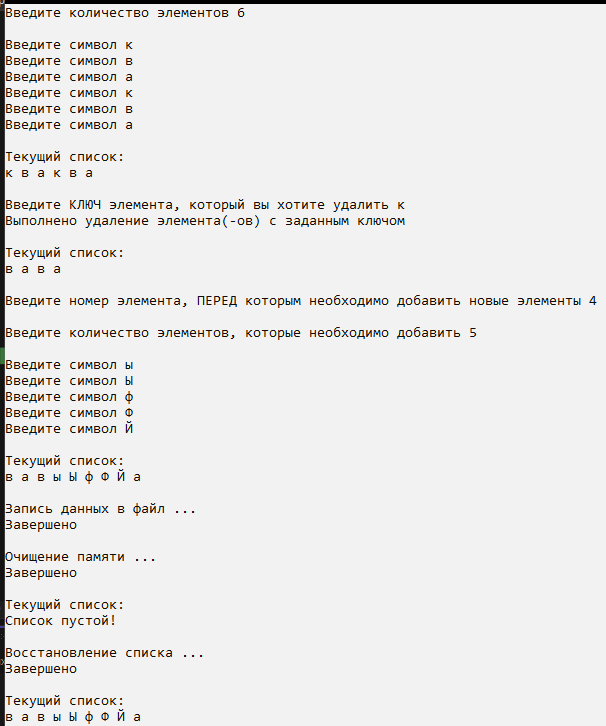 Введите количество элементов 6
Введите символ к
Введите символ в
Введите символ а
Введите символ к
Введите символ в
Введите символ а
Текущий список:
к в а к в а
Введите КЛЮЧ элемента, который вы хотите удалить к
Выполнено удаление элемента(-ов) с заданным ключом
Текущий список:
в а в а
Введите номер элемента, ПЕРЕД которым необходимо добавить новые элементы 4
Введите количество элементов, которые необходимо добавить 5
Введите символ ы
Введите символ Ы
Введите символ ф
Введите символ Ф
Введите символ Й
Текущий список:
в а в ы Ы ф Ф Й а
Запись данных в файл ...
Завершено
Очищение памяти ...
Завершено
Текущий список:
Список пустой!
Восстановление списка ...
Завершено
Текущий список:
в а в ы Ы ф Ф Й а